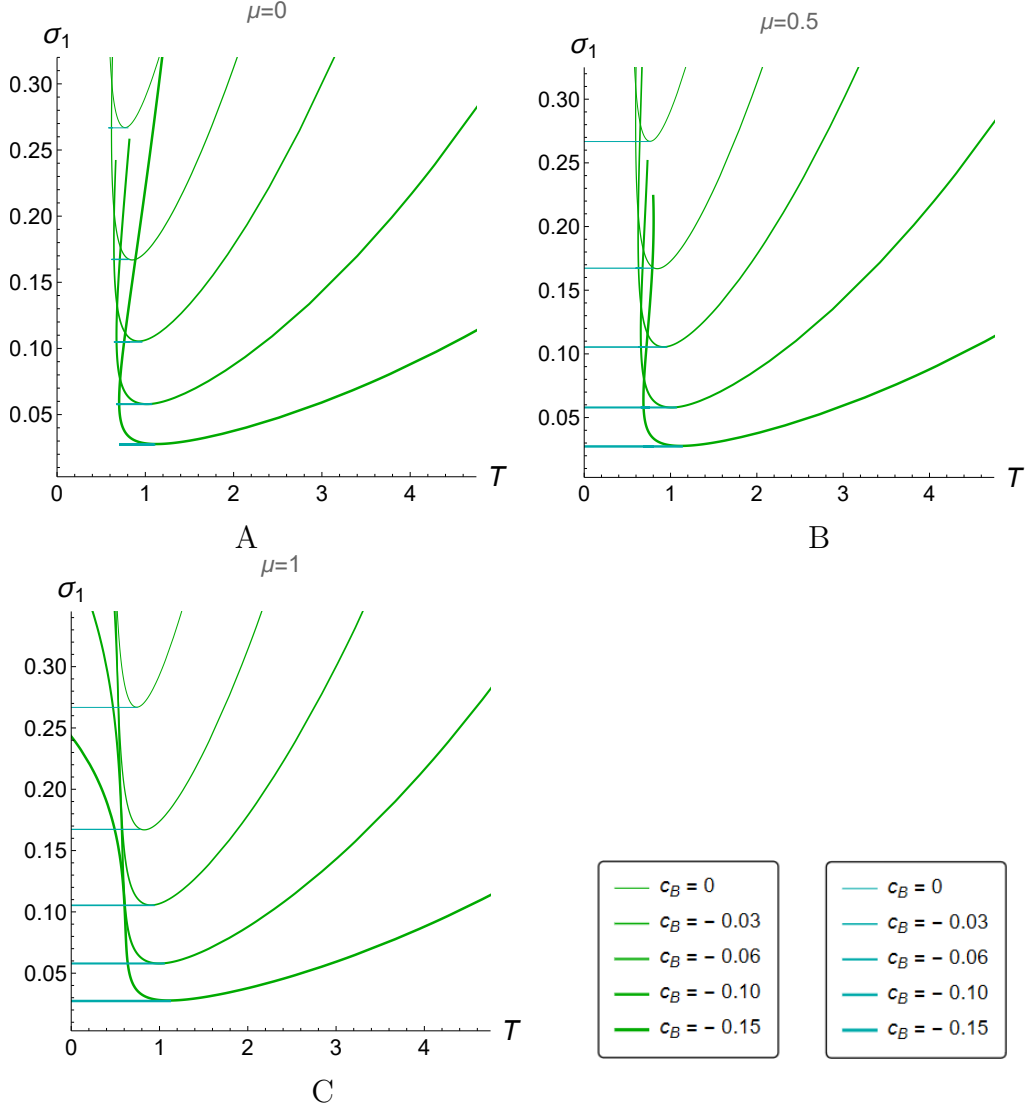 μ=0
σ1
0.30
0.25
0.20
0.15
0.10
0.05
0 1 2 3 4
T
A
μ=0.5
σ1
0.30
0.25
0.20
0.15
0.10
0.05
0 1 2 3 4
T
B
μ=1
σ1
0.30
0.25
0.20
0.15
0.10
0.05
0 1 2 3 4
T
C
cB = 0
cB = - 0.03
cB = - 0.06
cB = - 0.10
cB = - 0.15
cB = 0
cB = - 0.03
cB = - 0.06
cB = - 0.10
cB = - 0.15